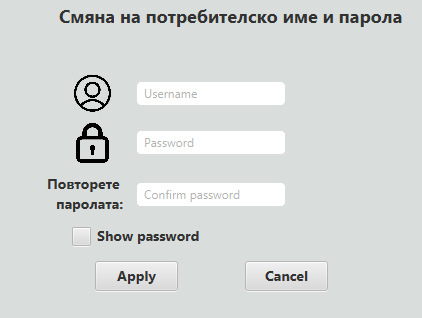 Смяна на потребителско име и парола
Username
Password
Повторете
паролата:
Confirm password
Show password
Apply
Cancel